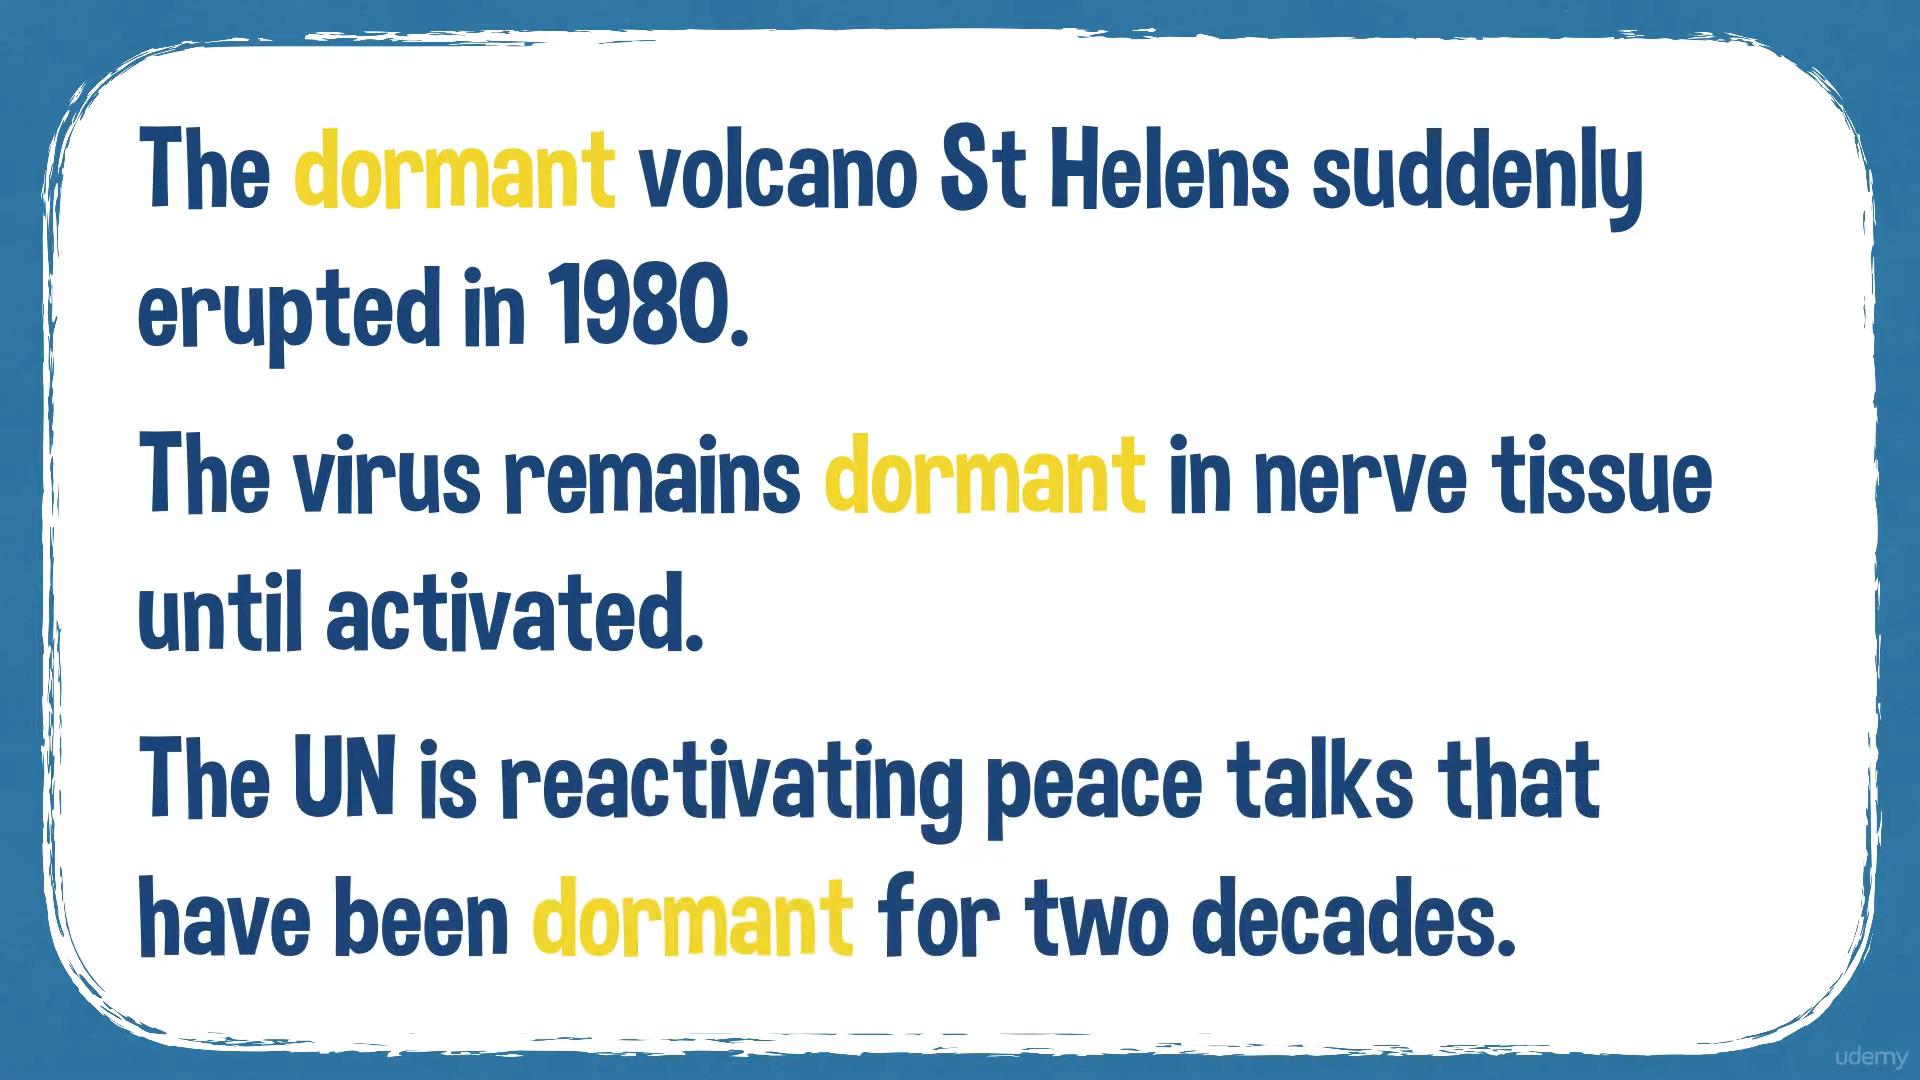 The dormant volcano St Helens suddenly
erupted in 1980.
The virus remains dormant in nerve tissue
until activated.
The UN is reactivating peace talks that
have been dormant for two decades.
udemy